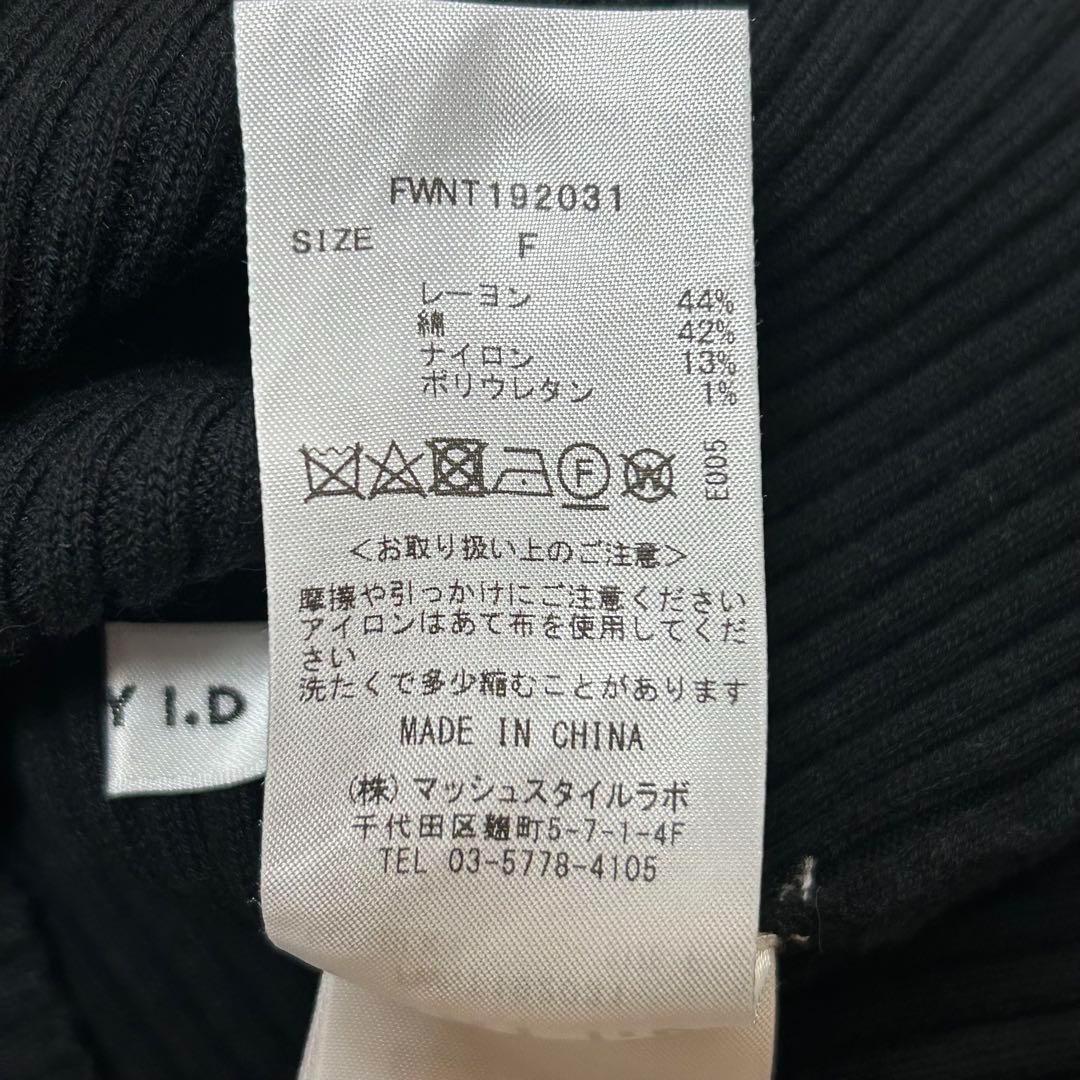 FWNT192031
SIZE F
レーヨン 44%
綿 42%
ナイロン 13%
ポリウレタン 1%
F W
E005
<お取り扱い上のご注意>
摩擦や引っかけにご注意ください
アイロンはあて布を使用してくだ
さい
洗たくで多少縮むことがあります
MADE IN CHINA
(株)マッシュスタイルラボ
千代田区麹町5-7-1-4F
TEL 03-5778-4105
Y I.D